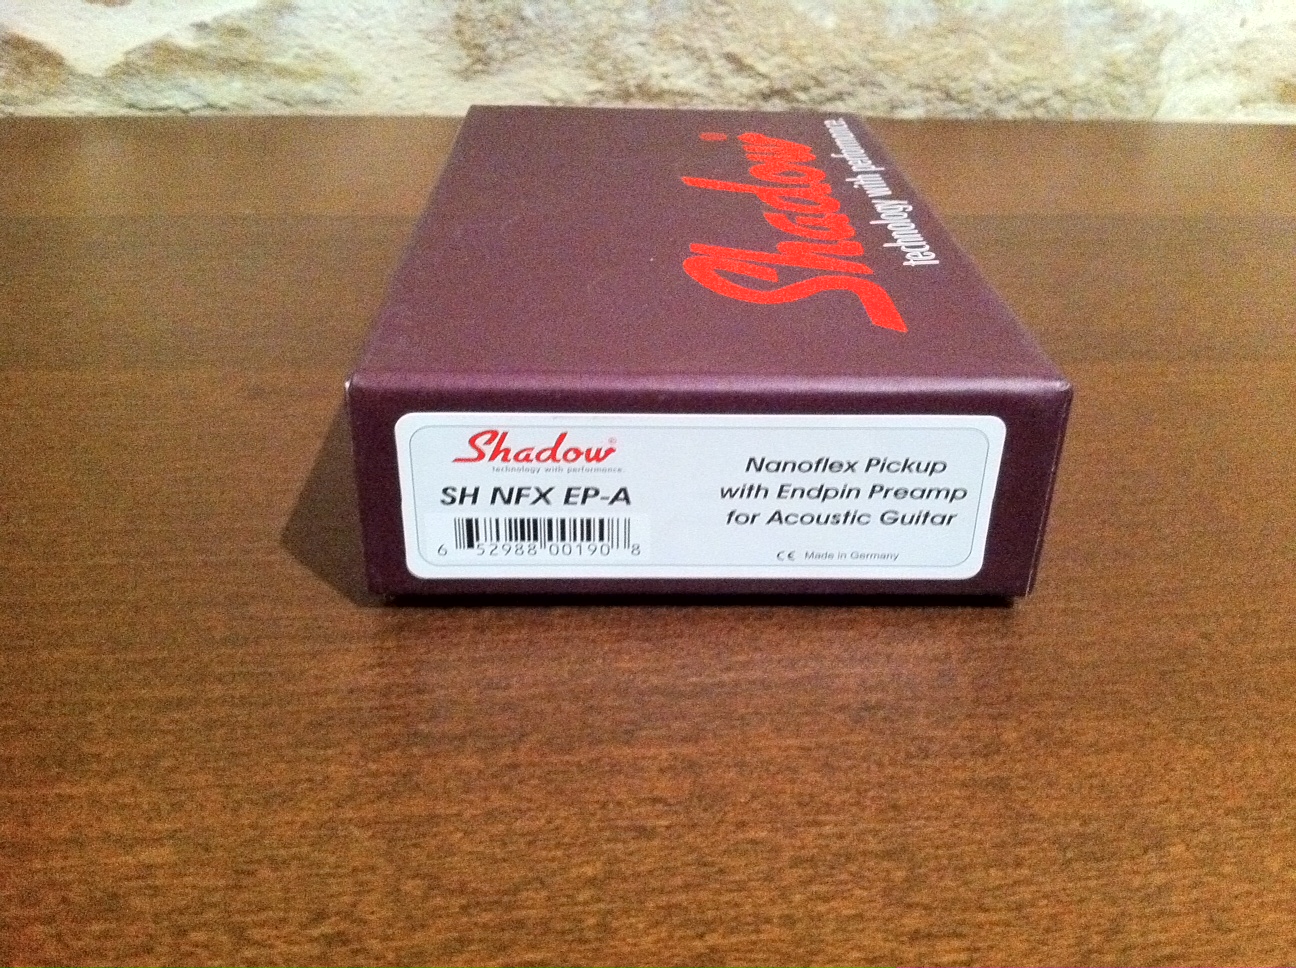 Shadow
technology with performance
Shadow®
technology with performance
SH NFX EP-A
6 52988 00190 8
Nanoflex Pickup
with Endpin Preamp
for Acoustic Guitar
CE Made in Germany